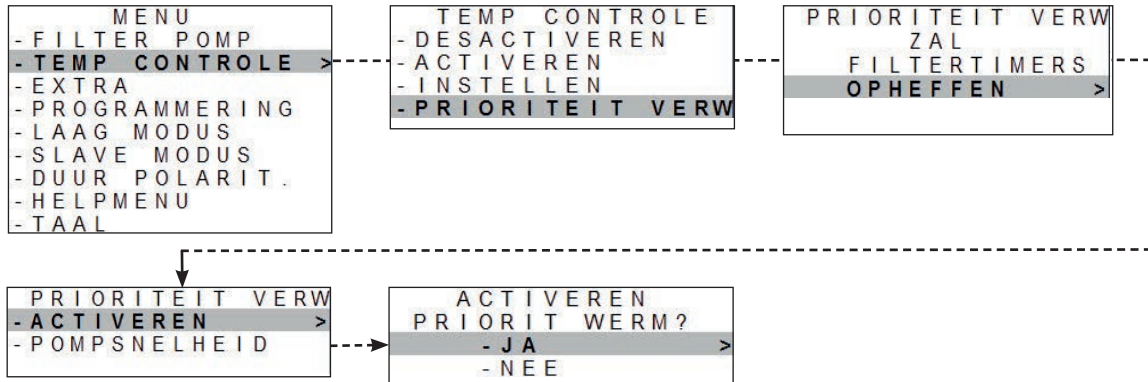 MENU
- FILTER POMP
- TEMP CONTROLE >
- EXTRA
- PROGRAMMERING
- LAAG MODUS
- SLAVE MODUS
- DUUR POLARIT.
- HELPMENU
- TAAL
TEMP CONTROLE
- DESACTIVEREN
- ACTIVEREN
- INSTELLEN
- PRIORITEIT VERW
PRIORITEIT VERW
ZAL
FILTERTIMERS
OPHEFFEN >
PRIORITEIT VERW
- ACTIVEREN >
- POMPSNELHEID
ACTIVEREN
PRIORIT WERM?
- JA >
- NEE